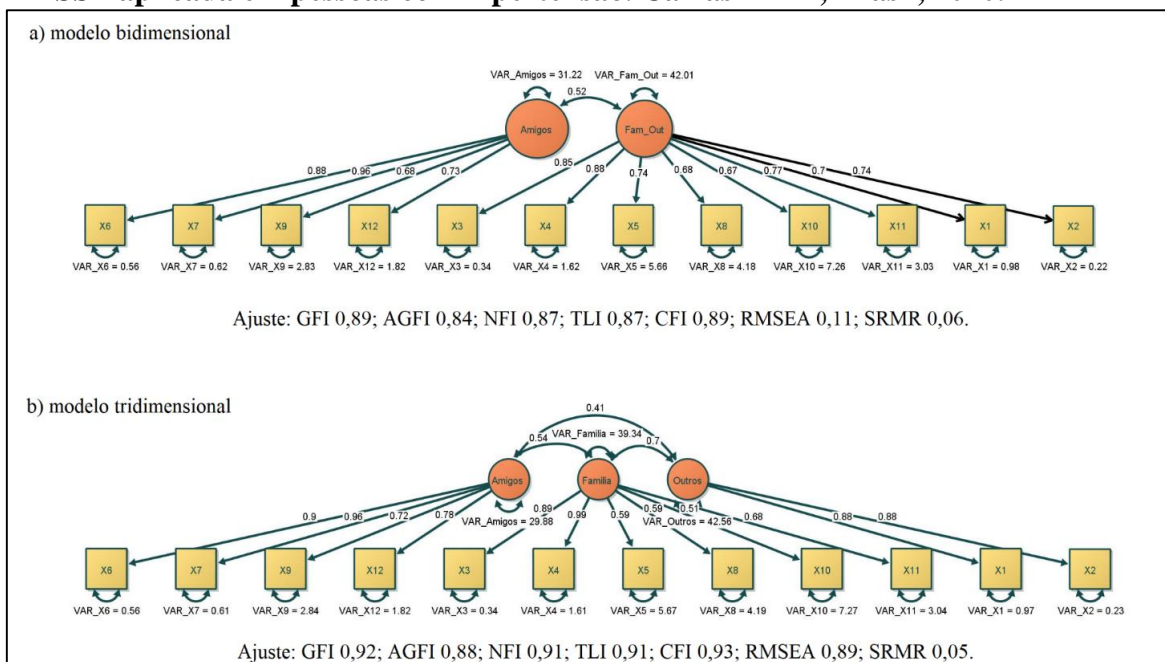 a) modelo bidimensional
VAR_Amigos = 31.22 VAR_Fam_Out = 42.01
0.52
Amigos Fam_Out
0.88 0.96 0.68 0.73 0.85 0.88 0.74 0.68 0.67 0.77 0.7 0.74
X6 X7 X9 X12 X3 X4 X5 X8 X10 X11 X1 X2
VAR_X6 = 0.56 VAR_X7 = 0.62 VAR_X9 = 2.83 VAR_X12 = 1.82 VAR_X3 = 0.34 VAR_X4 = 1.62 VAR_X5 = 5.66 VAR_X8 = 4.18 VAR_X10 = 7.26 VAR_X11 = 3.03 VAR_X1 = 0.98 VAR_X2 = 0.22
Ajuste: GFI 0,89; AGFI 0,84; NFI 0,87; TLI 0,87; CFI 0,89; RMSEA 0,11; SRMR 0,06.
b) modelo tridimensional
0.41
0.54 VAR_Familia = 39.34 0.7
Amigos Familia Outros
0.9 0.96 0.72 0.78 VAR_Amigos = 29.88 0.89 0.99 0.59 0.59 0.51 VAR_Outros = 42.56 0.68 0.88 0.88
X6 X7 X9 X12 X3 X4 X5 X8 X10 X11 X1 X2
VAR_X6 = 0.56 VAR_X7 = 0.61 VAR_X9 = 2.84 VAR_X12 = 1.82 VAR_X3 = 0.34 VAR_X4 = 1.61 VAR_X5 = 5.67 VAR_X8 = 4.19 VAR_X10 = 7.27 VAR_X11 = 3.04 VAR_X1 = 0.97 VAR_X2 = 0.23
Ajuste: GFI 0,92; AGFI 0,88; NFI 0,91; TLI 0,91; CFI 0,93; RMSEA 0,89; SRMR 0,05.